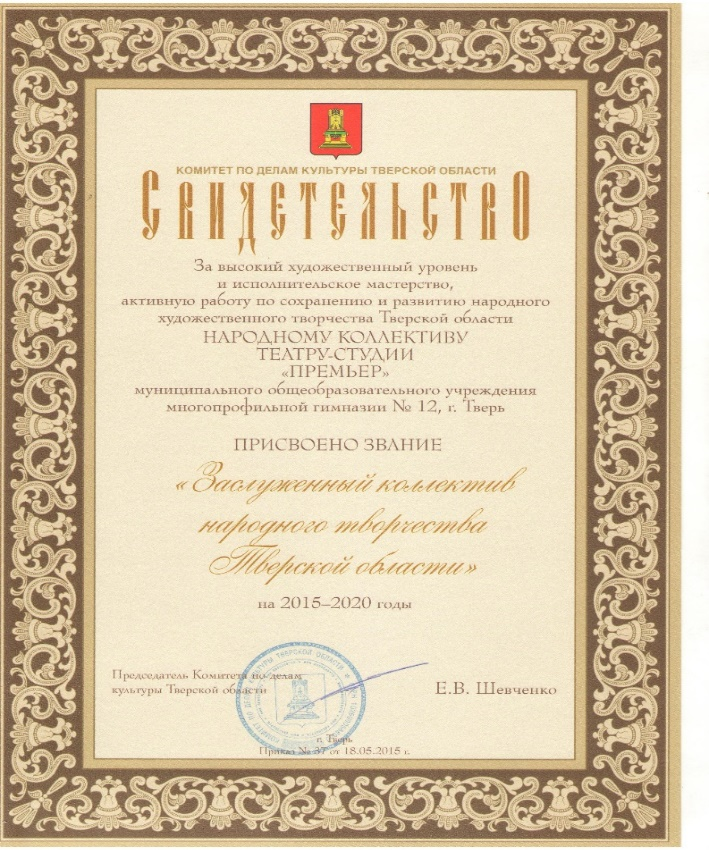 КОМИТЕТ ПО ДЕЛАМ КУЛЬТУРЫ ТВЕРСКОЙ ОБЛАСТИ
СВИДЕТЕЛЬСТВО
За высокий художественный уровень
и исполнительское мастерство,
активную работу по сохранению и развитию народного
художественного творчества Тверской области
НАРОДНОМУ КОЛЛЕКТИВУ
ТЕАТРУ-СТУДИИ
«ПРЕМЬЕР»
муниципального общеобразовательного учреждения
многопрофильной гимназии № 12, г. Тверь
ПРИСВОЕНО ЗВАНИЕ
«Заслуженный коллектив
народного творчества
Тверской области»
на 2015–2020 годы
Председатель Комитета по делам
культуры Тверской области
Е.В. Шевченко
г. Тверь
Приказ № 37 от 18.05.2015 г.